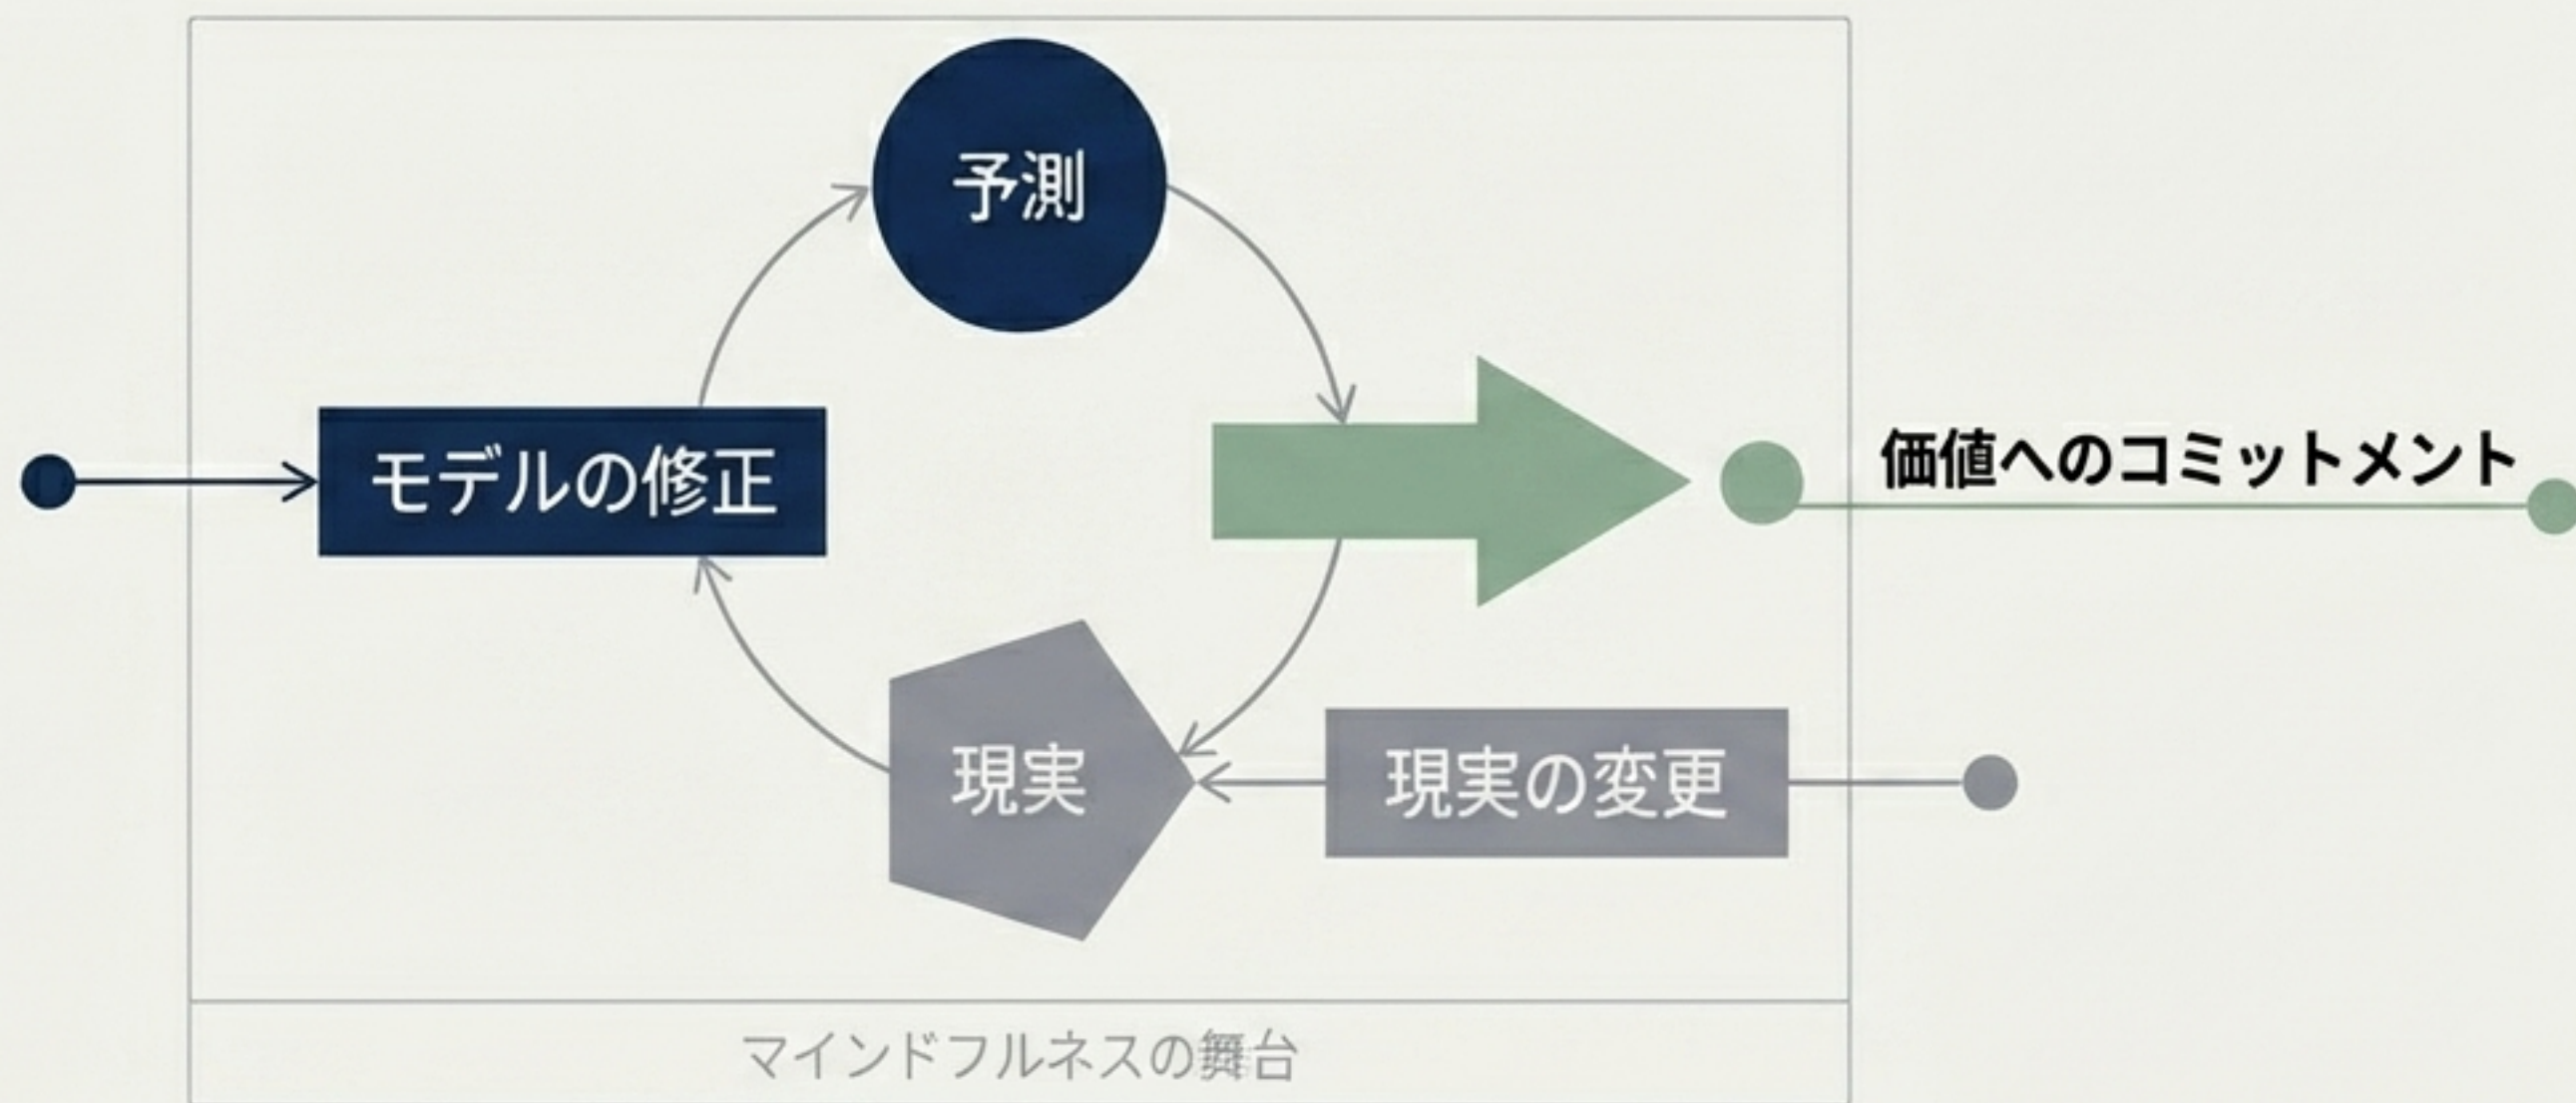 予測
モデルの修正
価値へのコミットメント
現実
現実の変更
マインドフルネスの舞台